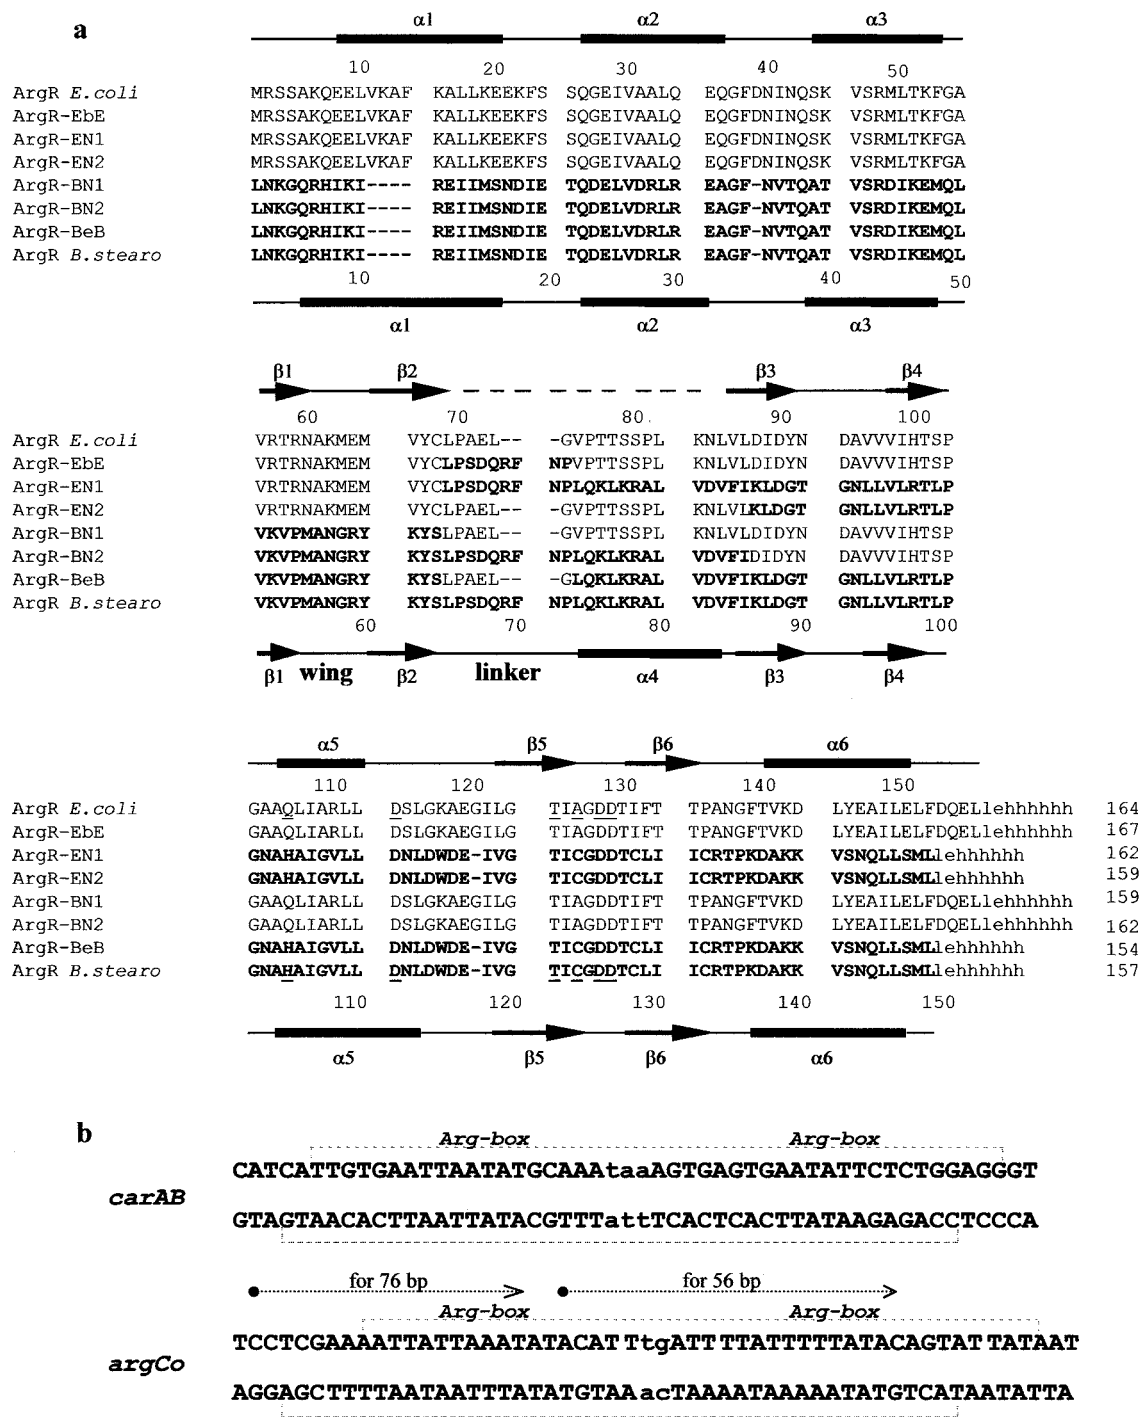 a
α1 α2 α3
10 20 30 40 50
ArgR E.coli MRSSAKQEELVKAF KALLKEEKFS SQGEIVAALQ EQGFDNINQSK VSRMLTKFGA
ArgR-EbE MRSSAKQEELVKAF KALLKEEKFS SQGEIVAALQ EQGFDNINQSK VSRMLTKFGA
ArgR-EN1 MRSSAKQEELVKAF KALLKEEKFS SQGEIVAALQ EQGFDNINQSK VSRMLTKFGA
ArgR-EN2 MRSSAKQEELVKAF KALLKEEKFS SQGEIVAALQ EQGFDNINQSK VSRMLTKFGA
ArgR-BN1 LNKGQRHIKI---- REIIMSNDIE TQDELVDRLR EAGF-NVTQAT VSRDIKEMQL
ArgR-BN2 LNKGQRHIKI---- REIIMSNDIE TQDELVDRLR EAGF-NVTQAT VSRDIKEMQL
ArgR-BeB LNKGQRHIKI---- REIIMSNDIE TQDELVDRLR EAGF-NVTQAT VSRDIKEMQL
ArgR B.stearo LNKGQRHIKI---- REIIMSNDIE TQDELVDRLR EAGF-NVTQAT VSRDIKEMQL
10 20 30 40 50
α1 α2 α3
β1 β2 β3 β4
60 70 80 90 100
ArgR E.coli VRTRNAKMEM VYCLPAEL-- -GVPTTSSPL KNLVLDIDYN DAVVVIHTSP
ArgR-EbE VRTRNAKMEM VYCLPSDQRF NPVPTTSSPL KNLVLDIDYN DAVVVIHTSP
ArgR-EN1 VRTRNAKMEM VYCLPSDQRF NPLQKLKRAL VDVFIKLDGT GNLLVLRTLP
ArgR-EN2 VRTRNAKMEM VYCLPAEL-- -GVPTTSSPL KNLVLKLDGT GNLLVLRTLP
ArgR-BN1 VKVPMANGRY KYSLPAEL-- -GVPTTSSPL KNLVLDIDYN DAVVVIHTSP
ArgR-BN2 VKVPMANGRY KYSLPSDQRF NPLQKLKRAL VDVFIDIDYN DAVVVIHTSP
ArgR-BeB VKVPMANGRY KYSLPAEL-- -GLQKLKRAL VDVFIKLDGT GNLLVLRTLP
ArgR B.stearo VKVPMANGRY KYSLPSDQRF NPLQKLKRAL VDVFIKLDGT GNLLVLRTLP
60 70 80 90 100
β1 wing β2 linker α4 β3 β4
α5 β5 β6 α6
110 120 130 140 150
ArgR E.coli GAAQLIARLL DSLGKAEGILG TIAGDDTIFT TPANGFTVKD LYEAILELFDQELlehhhhhh 164
ArgR-EbE GAAQLIARLL DSLGKAEGILG TIAGDDTIFT TPANGFTVKD LYEAILELFDQELlehhhhhh 167
ArgR-EN1 GNAHAIGVLL DNLDWDE-IVG TICGDDTCLI ICRTPKDAKK VSNQLLSMLlehhhhhh 162
ArgR-EN2 GNAHAIGVLL DNLDWDE-IVG TICGDDTCLI ICRTPKDAKK VSNQLLSMLlehhhhhh 159
ArgR-BN1 GAAQLIARLL DSLGKAEGILG TIAGDDTIFT TPANGFTVKD LYEAILELFDQELlehhhhhh 159
ArgR-BN2 GAAQLIARLL DSLGKAEGILG TIAGDDTIFT TPANGFTVKD LYEAILELFDQELlehhhhhh 162
ArgR-BeB GNAHAIGVLL DNLDWDE-IVG TICGDDTCLI ICRTPKDAKK VSNQLLSMLlehhhhhh 154
ArgR B.stearo GNAHAIGVLL DNLDWDE-IVG TICGDDTCLI ICRTPKDAKK VSNQLLSMLlehhhhhh 157
110 120 130 140 150
α5 β5 β6 α6
b
Arg-box Arg-box
CATCATTGTGAATTAATATGCAAAtaaAGTGAGTGAATATTCTCTGGAGGGT
carAB
GTAGTAACACTTAATTATACGTTTattTCACTCACTTATAAGAGACCTCCCA
for 76 bp for 56 bp
Arg-box Arg-box
TCCTCGAAAATTATTAAATATACATTtgATTTTATTTTTATACAGTATTATAAT
argCo
AGGAGCTTTTAATAATTTATATGTAAacTAAAATAAAAATATGTCATAATATTA